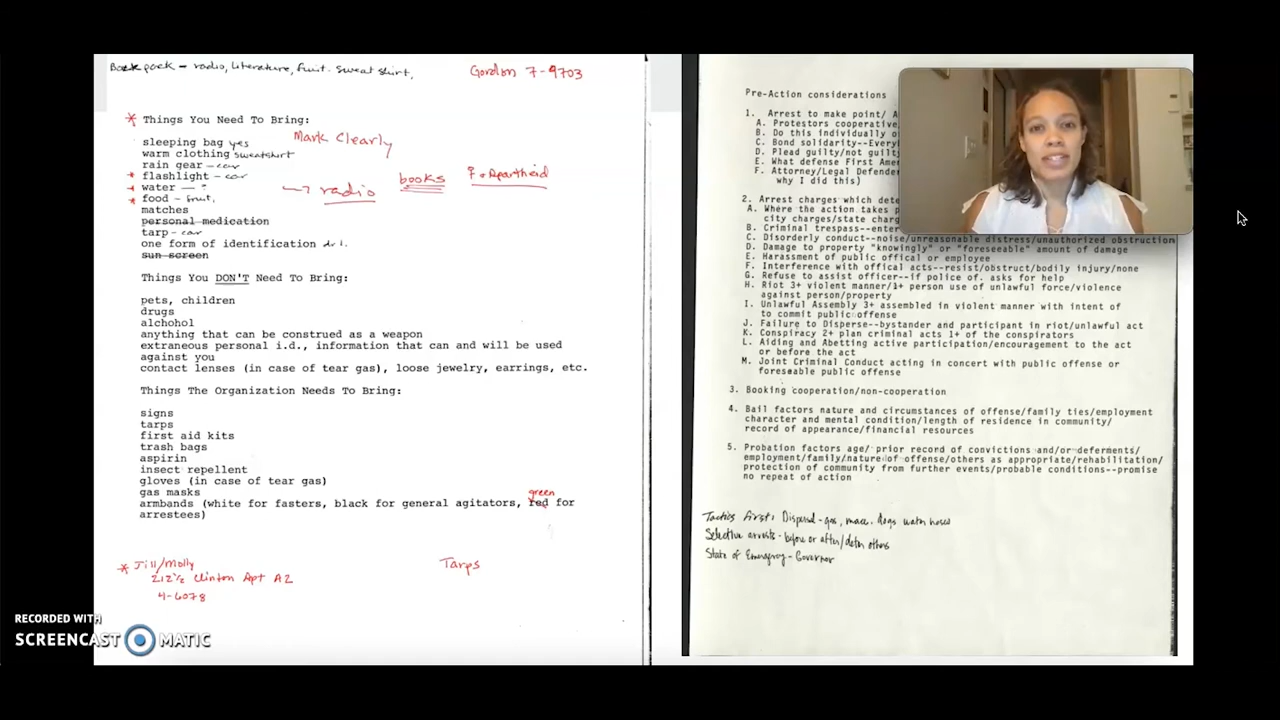 Backpack – radio, literature, fruit. sweatshirt.
Gordon 7-9703
* Things You Need To Bring:
Mark Clearly
sleeping bag yes
warm clothing sweatshirt
rain gear – car
* flashlight – car
* water — ?
* food – fruit,
→ radio books Apartheid
matches
personal medication
tarp – car
one form of identification
sun screen
Things You DON'T Need To Bring:
pets, children
drugs
alchohol
anything that can be construed as a weapon
extraneous personal i.d., information that can and will be used
against you
contact lenses (in case of tear gas), loose jewelry, earrings, etc.
Things The Organization Needs To Bring:
signs
tarps
first aid kits
trash bags
aspirin
insect repellent
gloves (in case of tear gas)
gas masks
green
armbands (white for fasters, black for general agitators, red for
arrestees)
* Jill/Molly
212½ Clinton Apt A2
4-6078
Tarps
Pre-Action considerations
1. Arrest to make point/
A. Protestors cooperative,
B. Do this individually
C. Bond solidarity--Every
D. Plead guilty/not guilty
E. What defense First
F. Attorney/Legal
why I did this)
2. Arrest charges which
A. Where the action takes
city charges/state
B. Criminal trespass--
C. Disorderly conduct--noise/unreasonable distress/unauthorized obstruction
D. Damage to property "knowingly" or "foreseeable" amount of damage
E. Harassment of public offical or employee
F. Interference with offical acts--resist/obstruct/bodily injury/none
G. Refuse to assist officer--if police of. asks for help
H. Riot 3+ violent manner/1+ person use of unlawful force/violence
against person/property
I. Unlawful Assembly 3+ assembled in violent manner with intent of
to commit public offense
J. Failure to Disperse--bystander and participant in riot/unlawful act
K. Conspiracy 2+ plan criminal acts 1+ of the conspirators
L. Aiding and Abetting active participation/encouragement to the act
or before the act
M. Joint Criminal Conduct acting in concert with public offense or
foreseable public offense
3. Booking cooperation/non-cooperation
4. Bail factors nature and circumstances of offense/family ties/employment
character and mental condition/length of residence in community/
record of appearance/financial resources
5. Probation factors age/ prior record of convictions and/or deferments/
employment/family/nature of offense/others as appropriate/rehabilitation/
protection of community from further events/probable conditions--promise
no repeat of action
Tactics First: Dispersal - gas, mace, dogs water hoses
Selective arrests - before or after/deter others
State of Emergency - Governor
RECORDED WITH
SCREENCAST MATIC